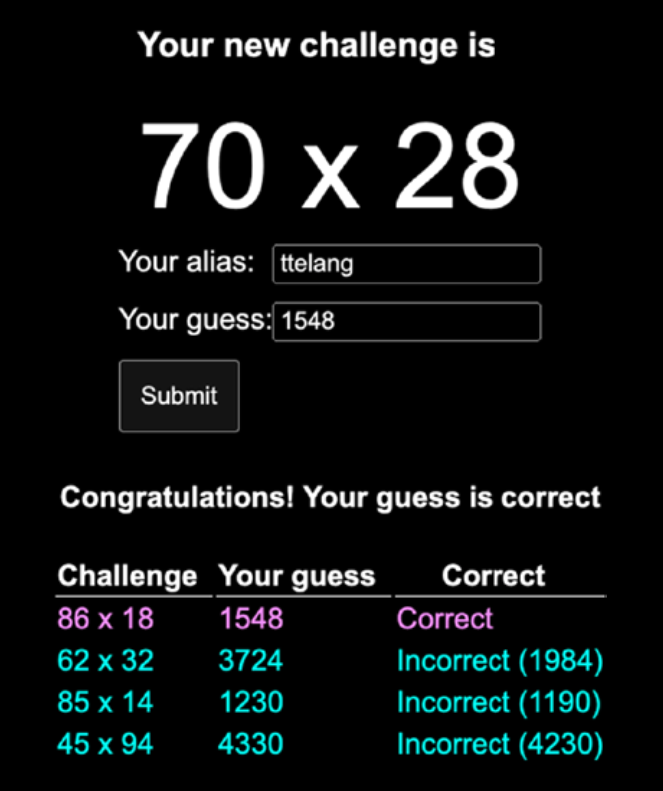 Your new challenge is
70 x 28
Your alias: ttelang
Your guess: 1548
Submit
Congratulations! Your guess is correct
Challenge Your guess Correct
86 x 18 1548 Correct
62 x 32 3724 Incorrect (1984)
85 x 14 1230 Incorrect (1190)
45 x 94 4330 Incorrect (4230)